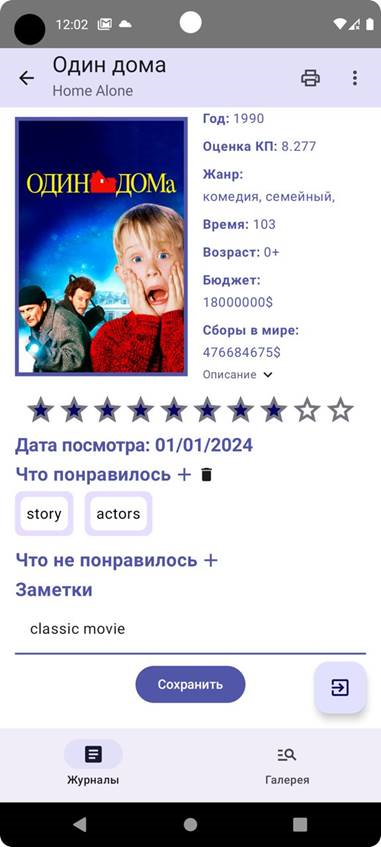 12:02
Один дома
Home Alone
ОДИН ДОМа
Год: 1990
Оценка КП: 8.277
Жанр:
комедия, семейный,
Время: 103
Возраст: 0+
Бюджет:
18000000$
Сборы в мире:
476684675$
Описание
Дата посмотра: 01/01/2024
Что понравилось +
story
actors
Что не понравилось +
Заметки
classic movie
Сохранить
Журналы
Галерея